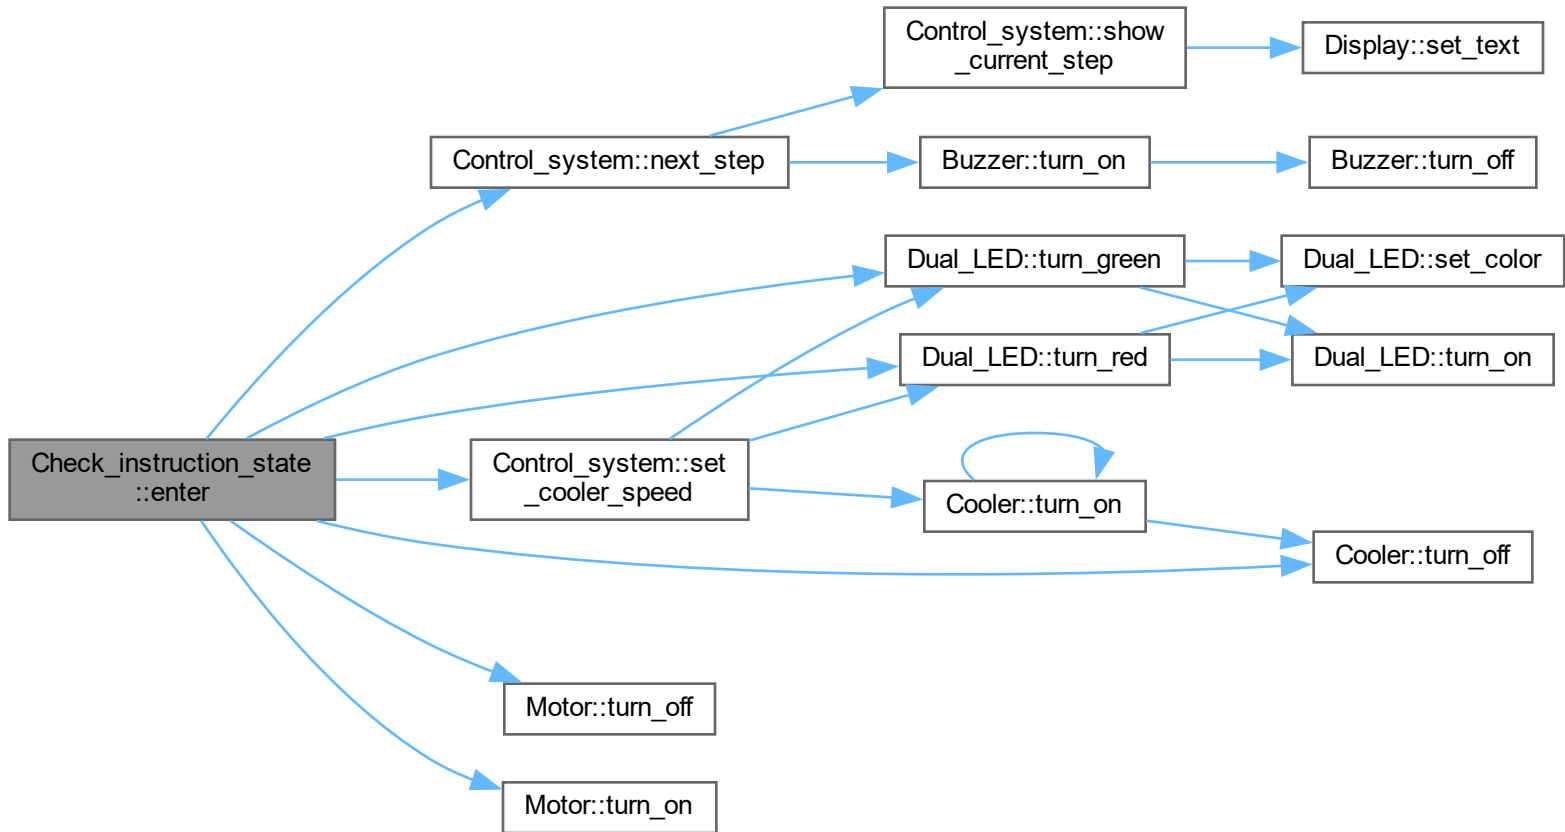 Control_system::show
_current_step
Display::set_text
Control_system::next_step
Buzzer::turn_on
Buzzer::turn_off
Dual_LED::turn_green
Dual_LED::set_color
Dual_LED::turn_red
Dual_LED::turn_on
Check_instruction_state
::enter
Control_system::set
_cooler_speed
Cooler::turn_on
Cooler::turn_off
Motor::turn_off
Motor::turn_on